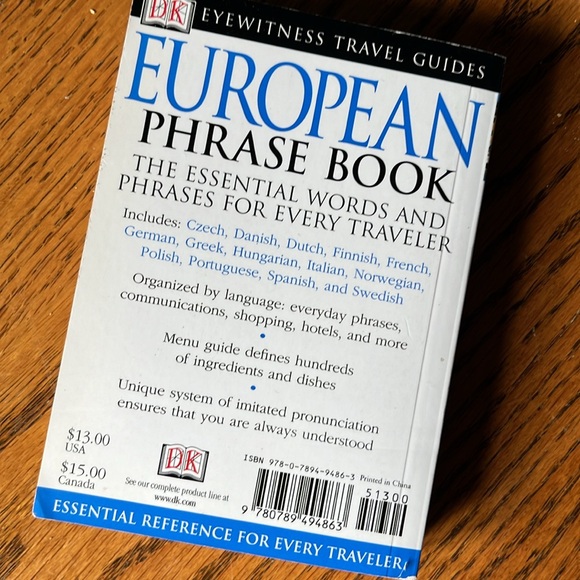 DK EYEWITNESS TRAVEL GUIDES
EUROPEAN
PHRASE BOOK
THE ESSENTIAL WORDS AND
PHRASES FOR EVERY TRAVELER
Includes: Czech, Danish, Dutch, Finnish, French,
German, Greek, Hungarian, Italian, Norwegian,
Polish, Portuguese, Spanish, and Swedish
Organized by language: everyday phrases,
communications, shopping, hotels, and more
•
Menu guide defines hundreds
of ingredients and dishes
•
Unique system of imitated pronunciation
ensures that you are always understood
$13.00
USA
$15.00
Canada
DK
See our complete product line at
www.dk.com
ISBN 978-0-7894-9486-3 Printed in China
51300
9 780789 494863
ESSENTIAL REFERENCE FOR EVERY TRAVELER